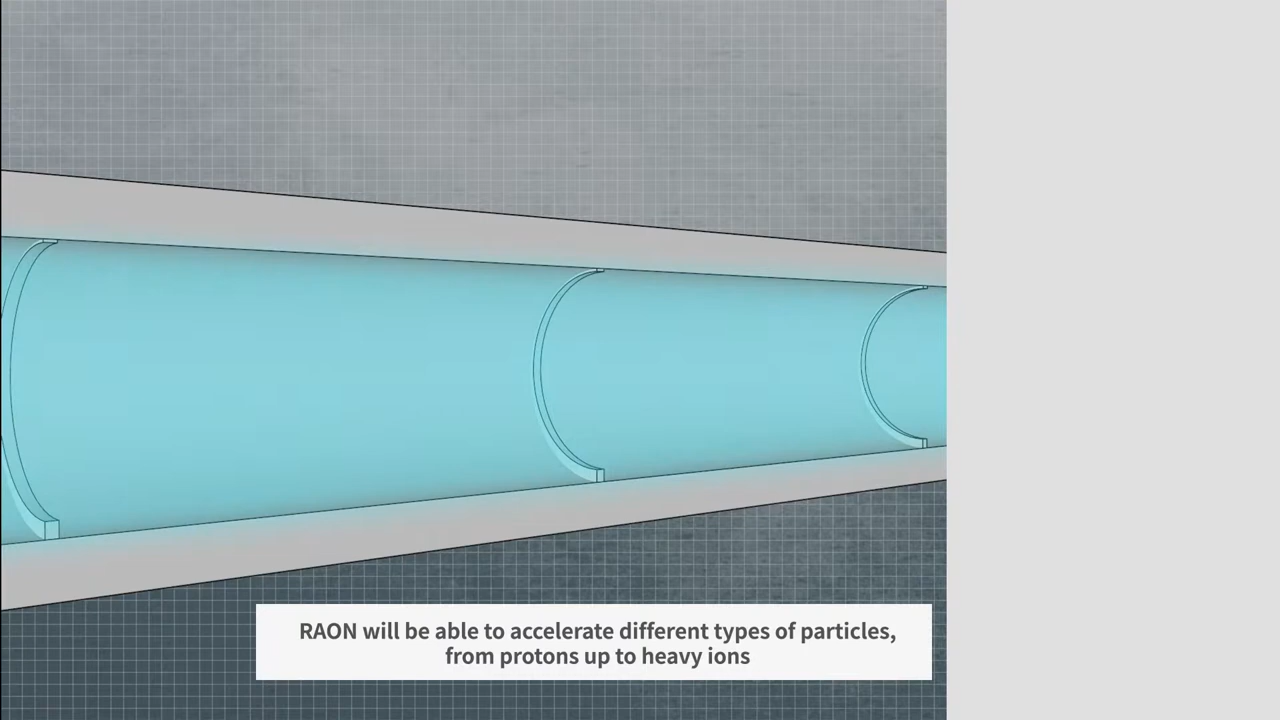 RAON will be able to accelerate different types of particles,
from protons up to heavy ions